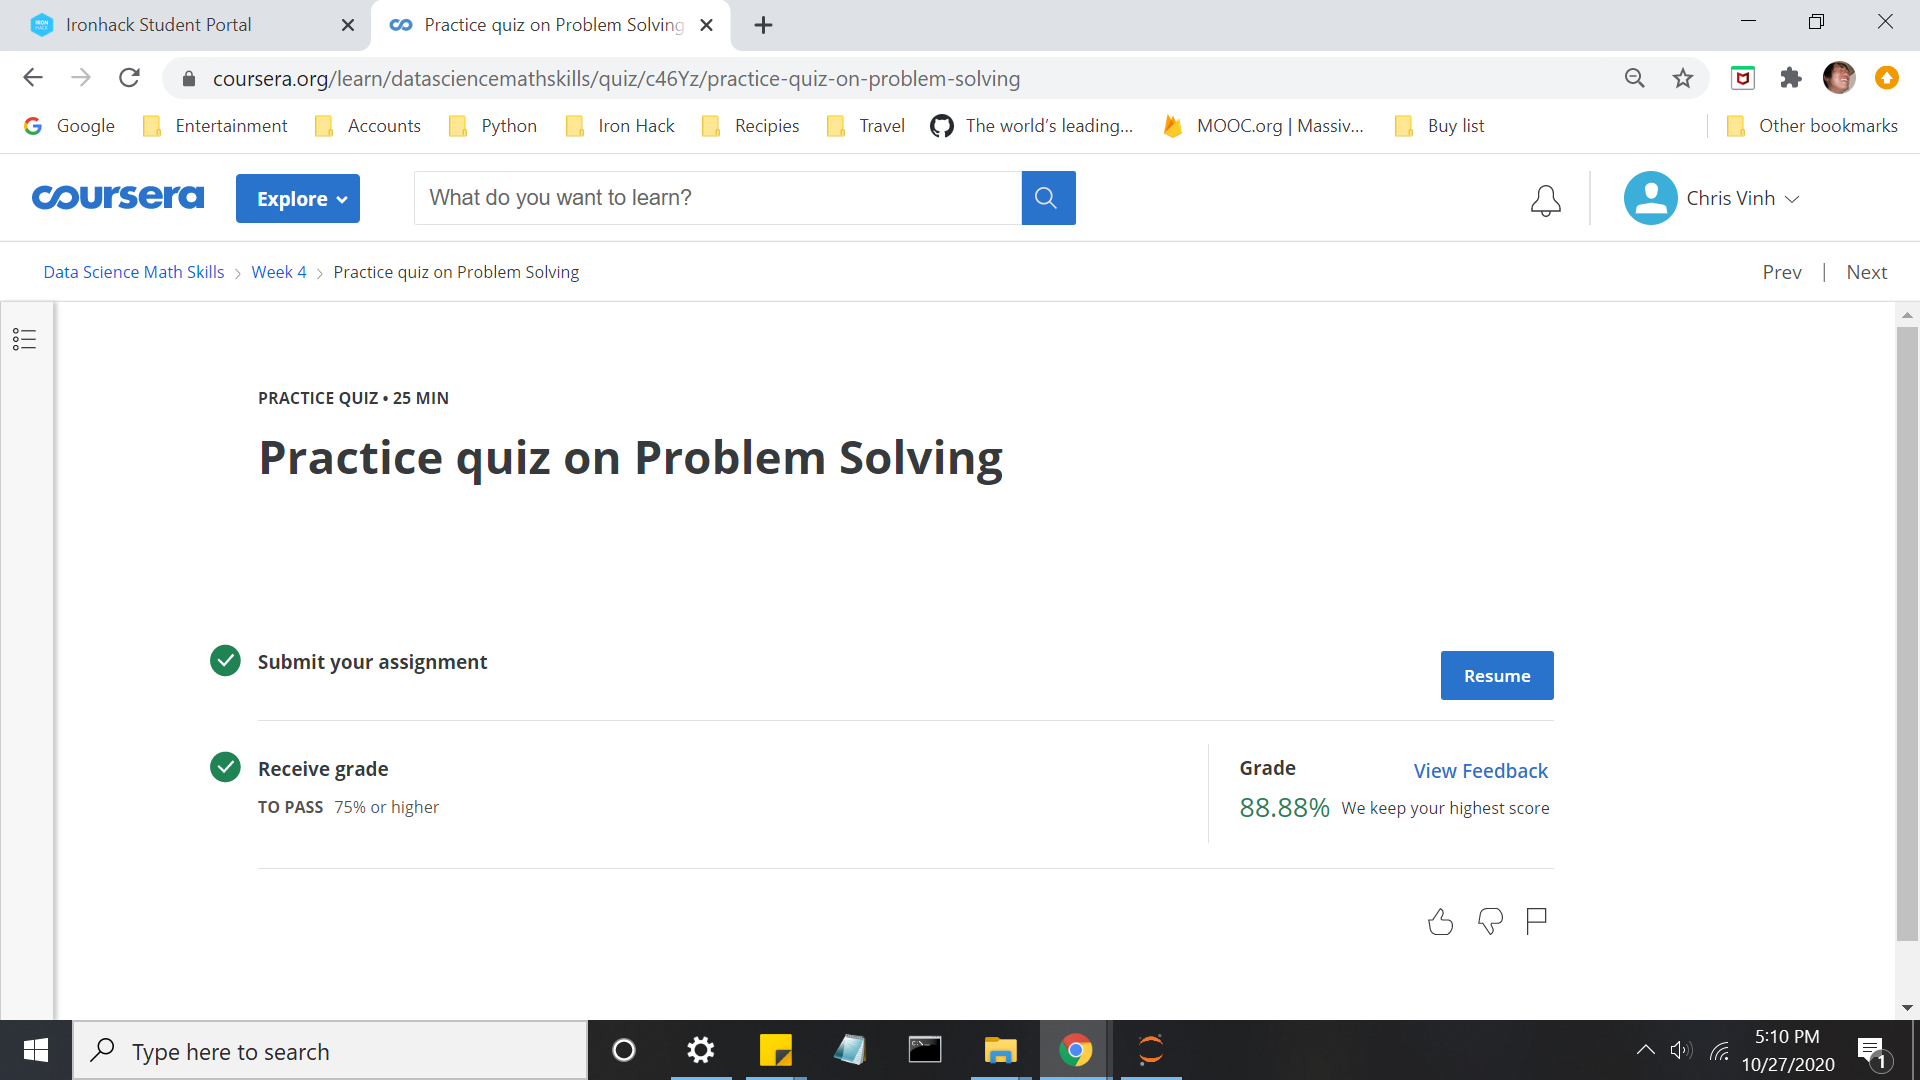 Ironhack Student Portal
Practice quiz on Problem Solving
coursera.org/learn/datasciencemathskills/quiz/c46Yz/practice-quiz-on-problem-solving
Google Entertainment Accounts Python Iron Hack Recipies Travel The world's leading... MOOC.org | Massiv... Buy list Other bookmarks
coursera Explore What do you want to learn? Chris Vinh
Data Science Math Skills > Week 4 > Practice quiz on Problem Solving Prev | Next
PRACTICE QUIZ • 25 MIN
Practice quiz on Problem Solving
Submit your assignment
Resume
Receive grade
TO PASS 75% or higher
Grade View Feedback
88.88% We keep your highest score
Type here to search
5:10 PM
10/27/2020
1